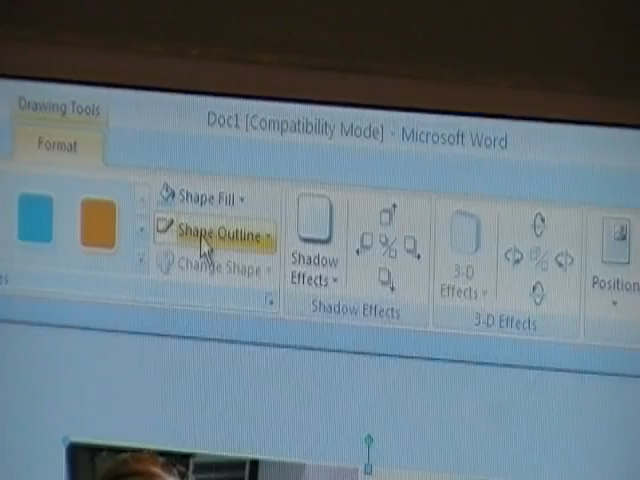 Drawing Tools
Doc1 [Compatibility Mode] - Microsoft Word
Format
Shape Fill
Shape Outline
Change Shape
Shadow
Effects
Shadow Effects
3-D
Effects
3-D Effects
Position